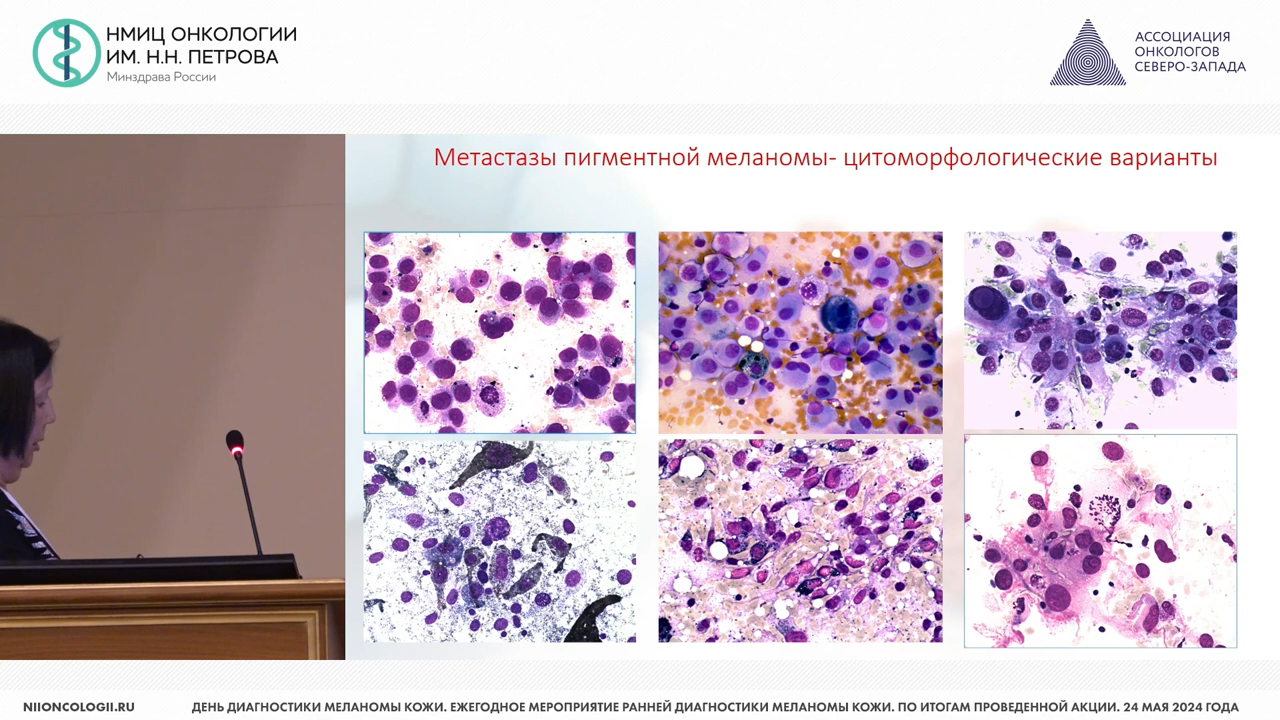 НМИЦ ОНКОЛОГИИ
ИМ. Н.Н. ПЕТРОВА
Минздрава России
АССОЦИАЦИЯ
ОНКОЛОГОВ
СЕВЕРО-ЗАПАДА
Метастазы пигментной меланомы- цитоморфологические варианты
NIIONCOLOGII.RU
ДЕНЬ ДИАГНОСТИКИ МЕЛАНОМЫ КОЖИ. ЕЖЕГОДНОЕ МЕРОПРИЯТИЕ РАННЕЙ ДИАГНОСТИКИ МЕЛАНОМЫ КОЖИ. ПО ИТОГАМ ПРОВЕДЕННОЙ АКЦИИ. 24 МАЯ 2024 ГОДА